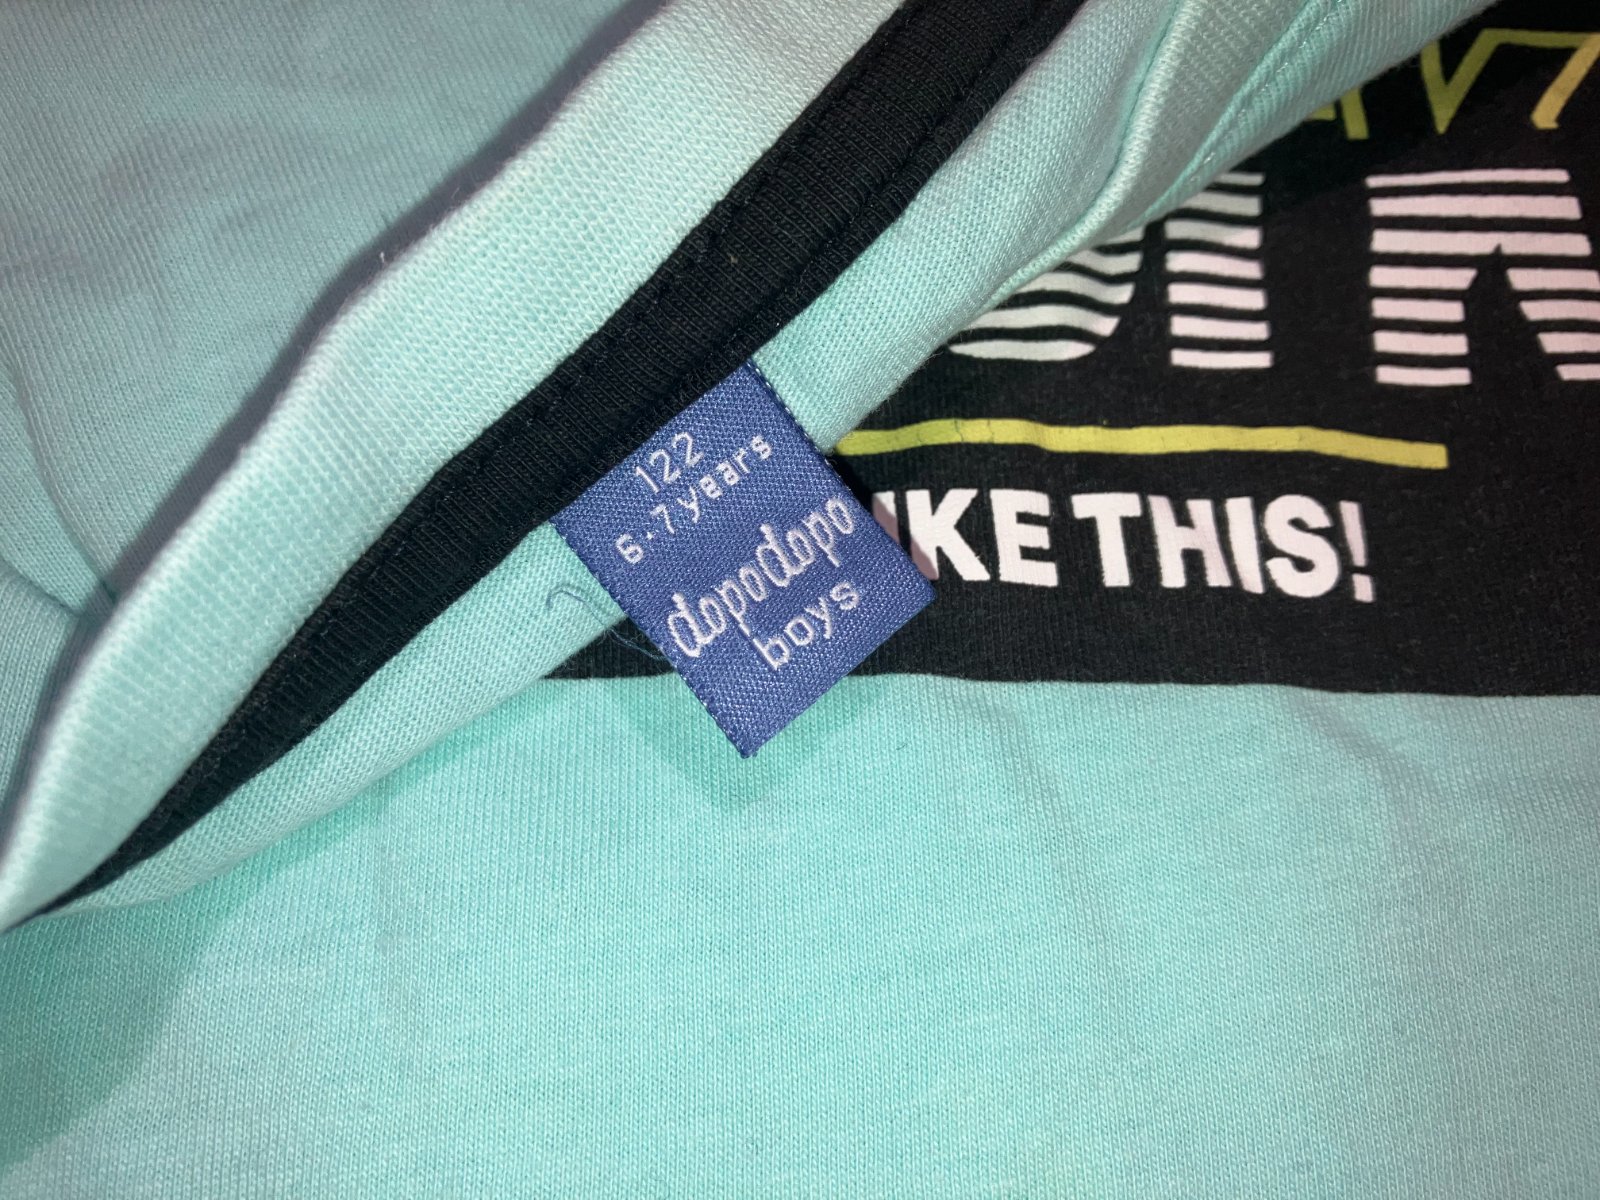 122
6-7 years
dopodopo
boys
IKE THIS!